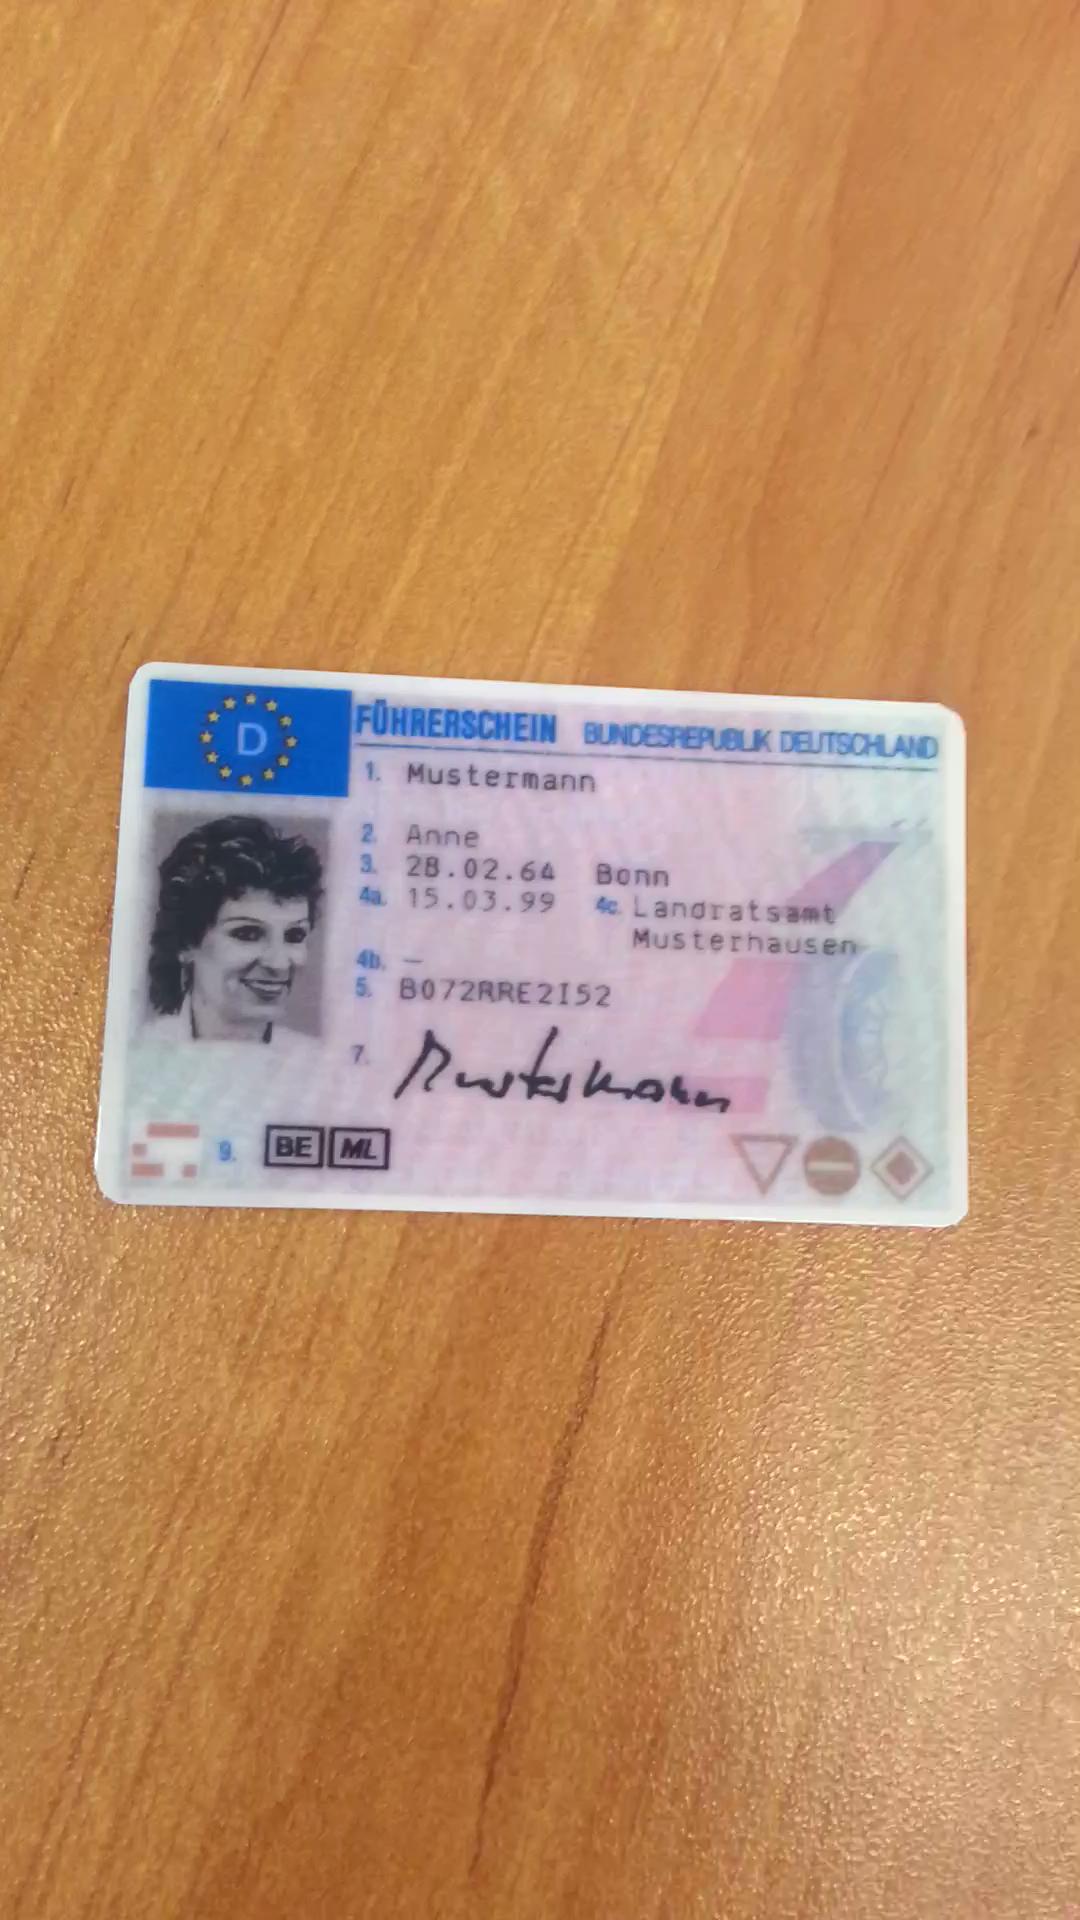 D
FÜHRERSCHEIN BUNDESREPUBLIK DEUTSCHLAND
1. Mustermann
2. Anne
3. 28.02.64 Bonn
4a. 15.03.99 4c. Landratsamt
Musterhausen
4b. –
5. B072RRE2I52
7. Mustermann
9. BE ML